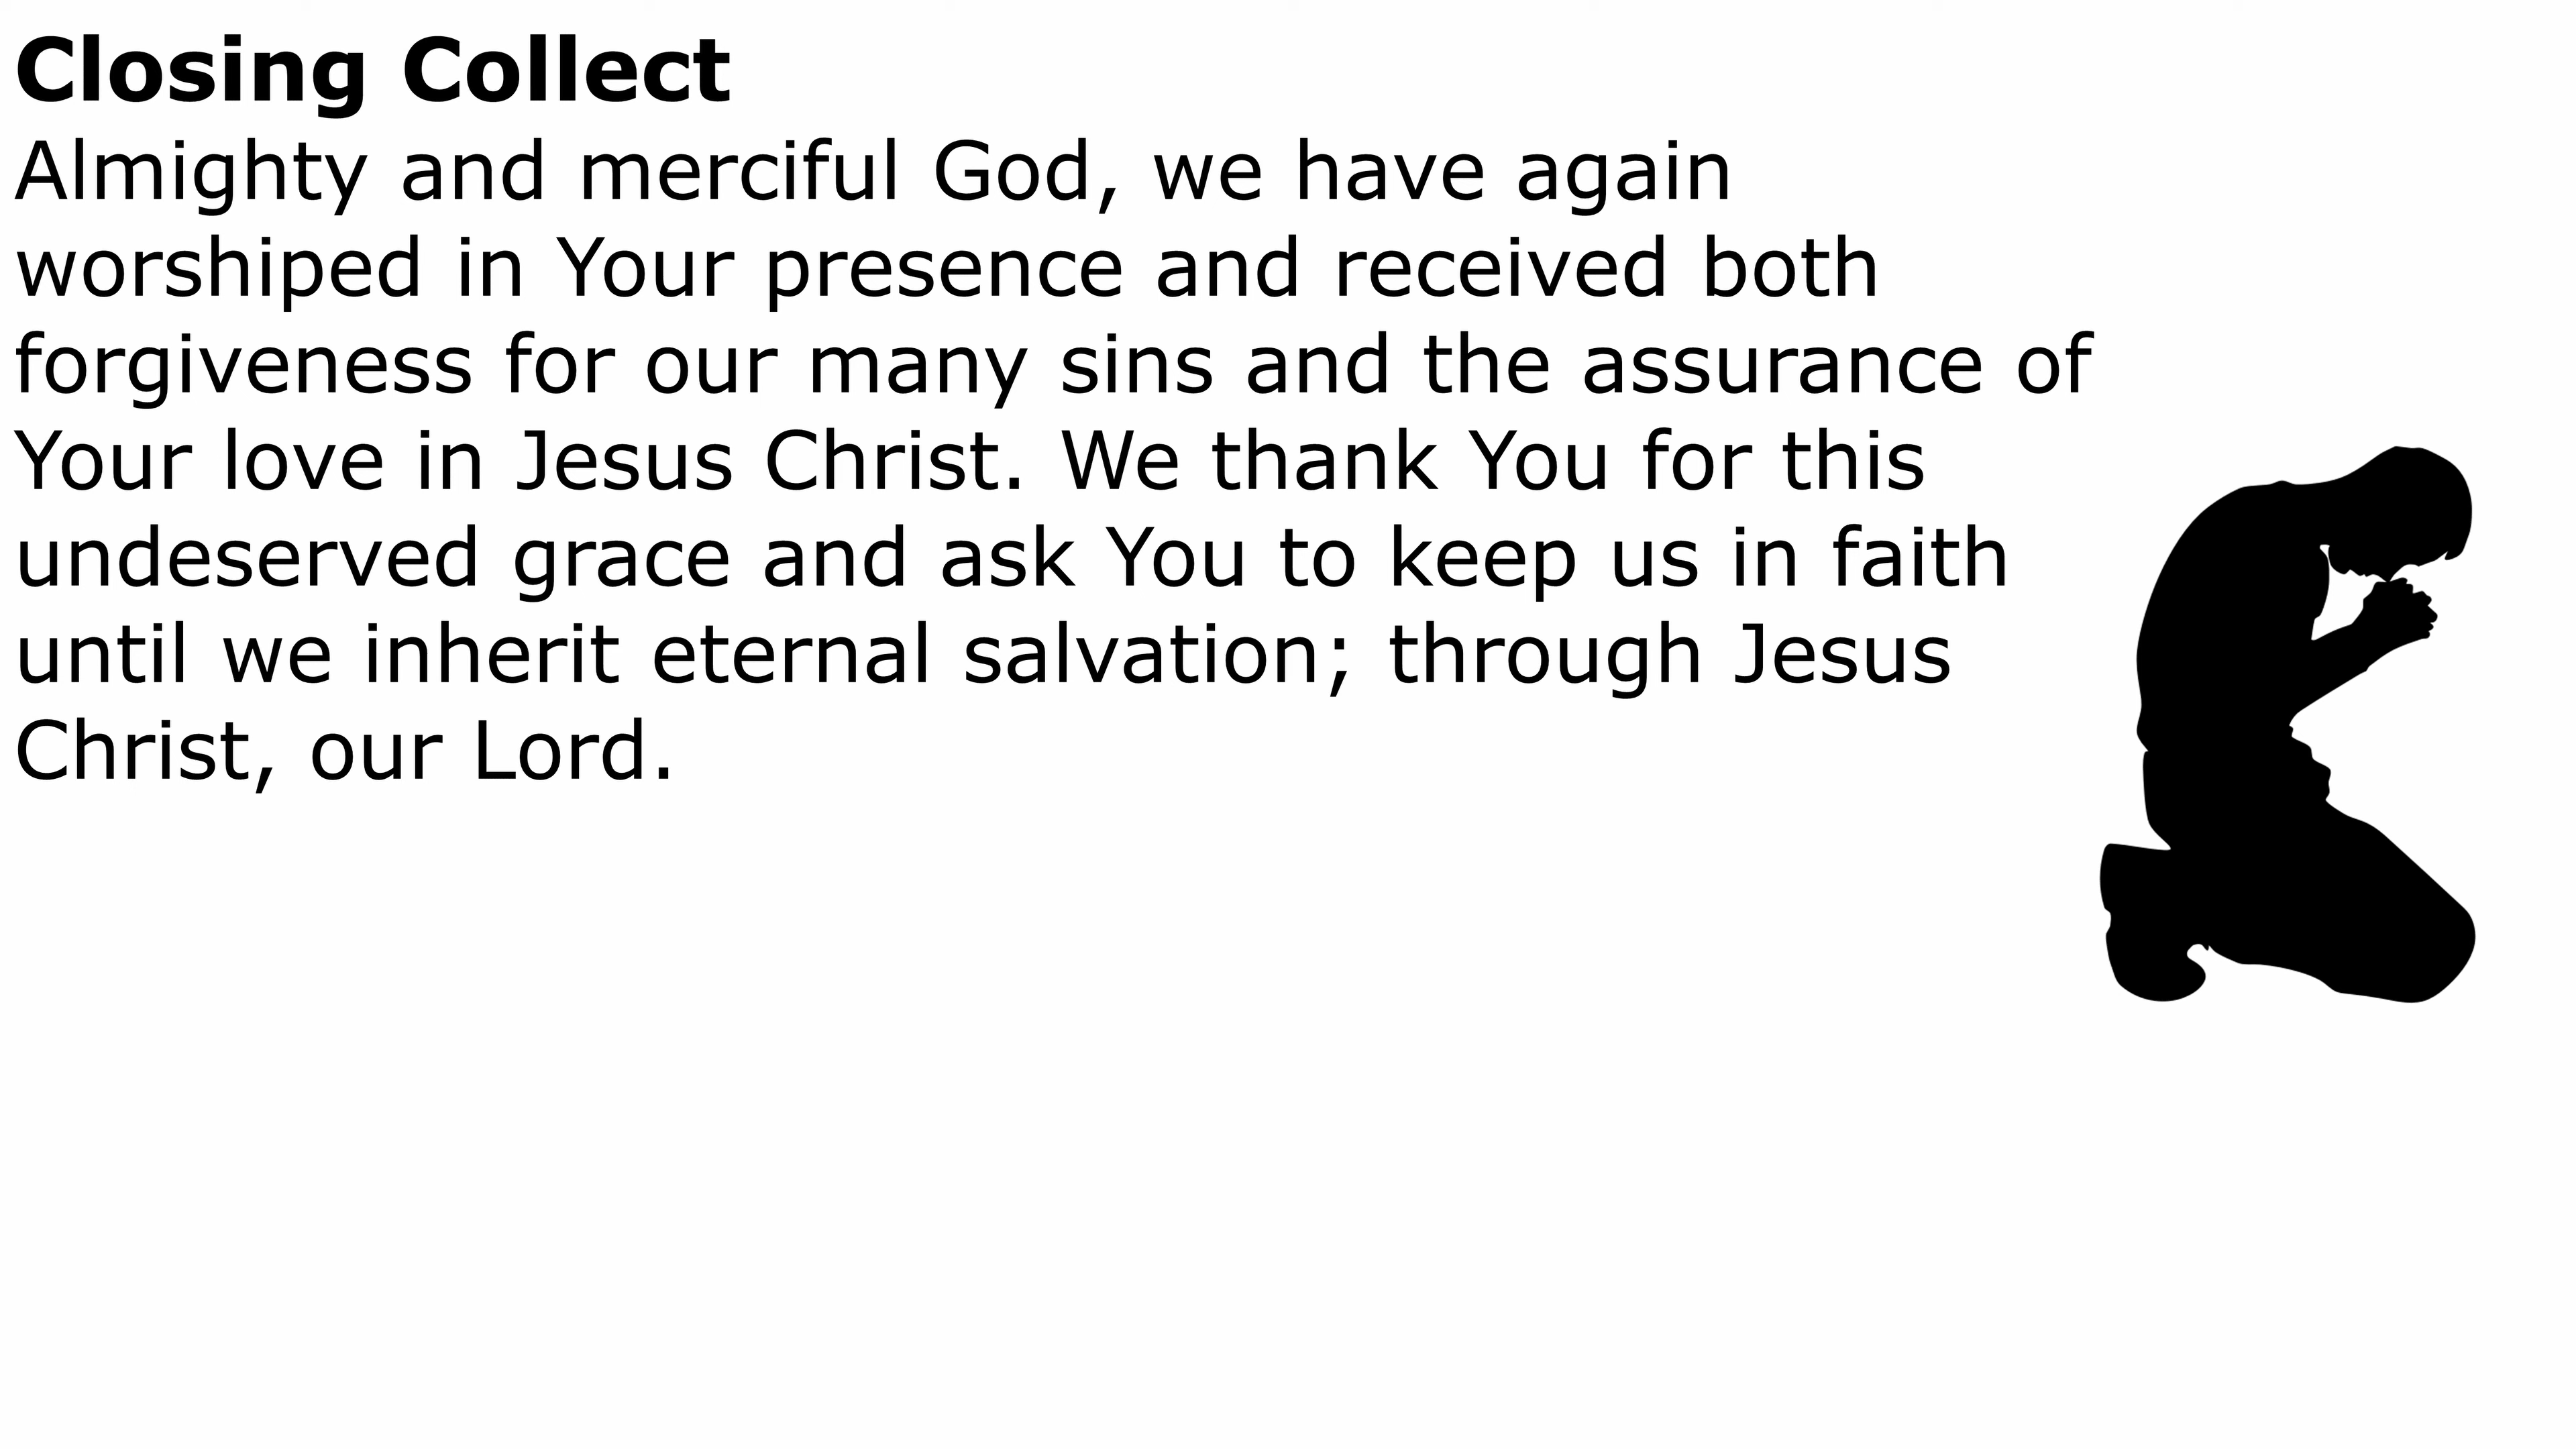 Closing Collect
Almighty and merciful God, we have again
worshiped in Your presence and received both
forgiveness for our many sins and the assurance of
Your love in Jesus Christ. We thank You for this
undeserved grace and ask You to keep us in faith
until we inherit eternal salvation; through Jesus
Christ, our Lord.